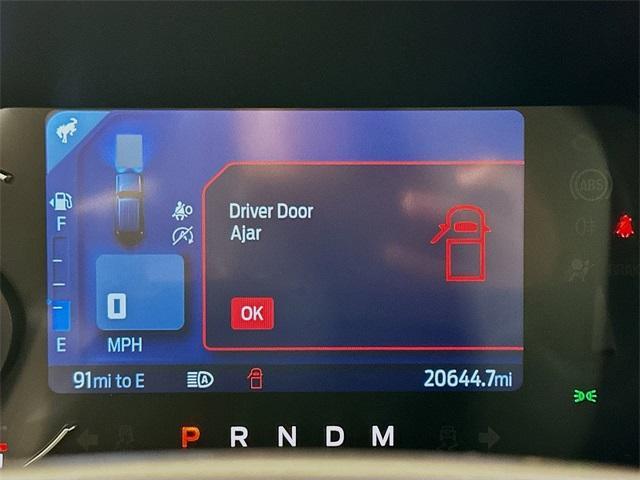 Driver Door
Ajar
OK
F
E
0
MPH
91mi to E
A
20644.7mi
P R N D M
ABS